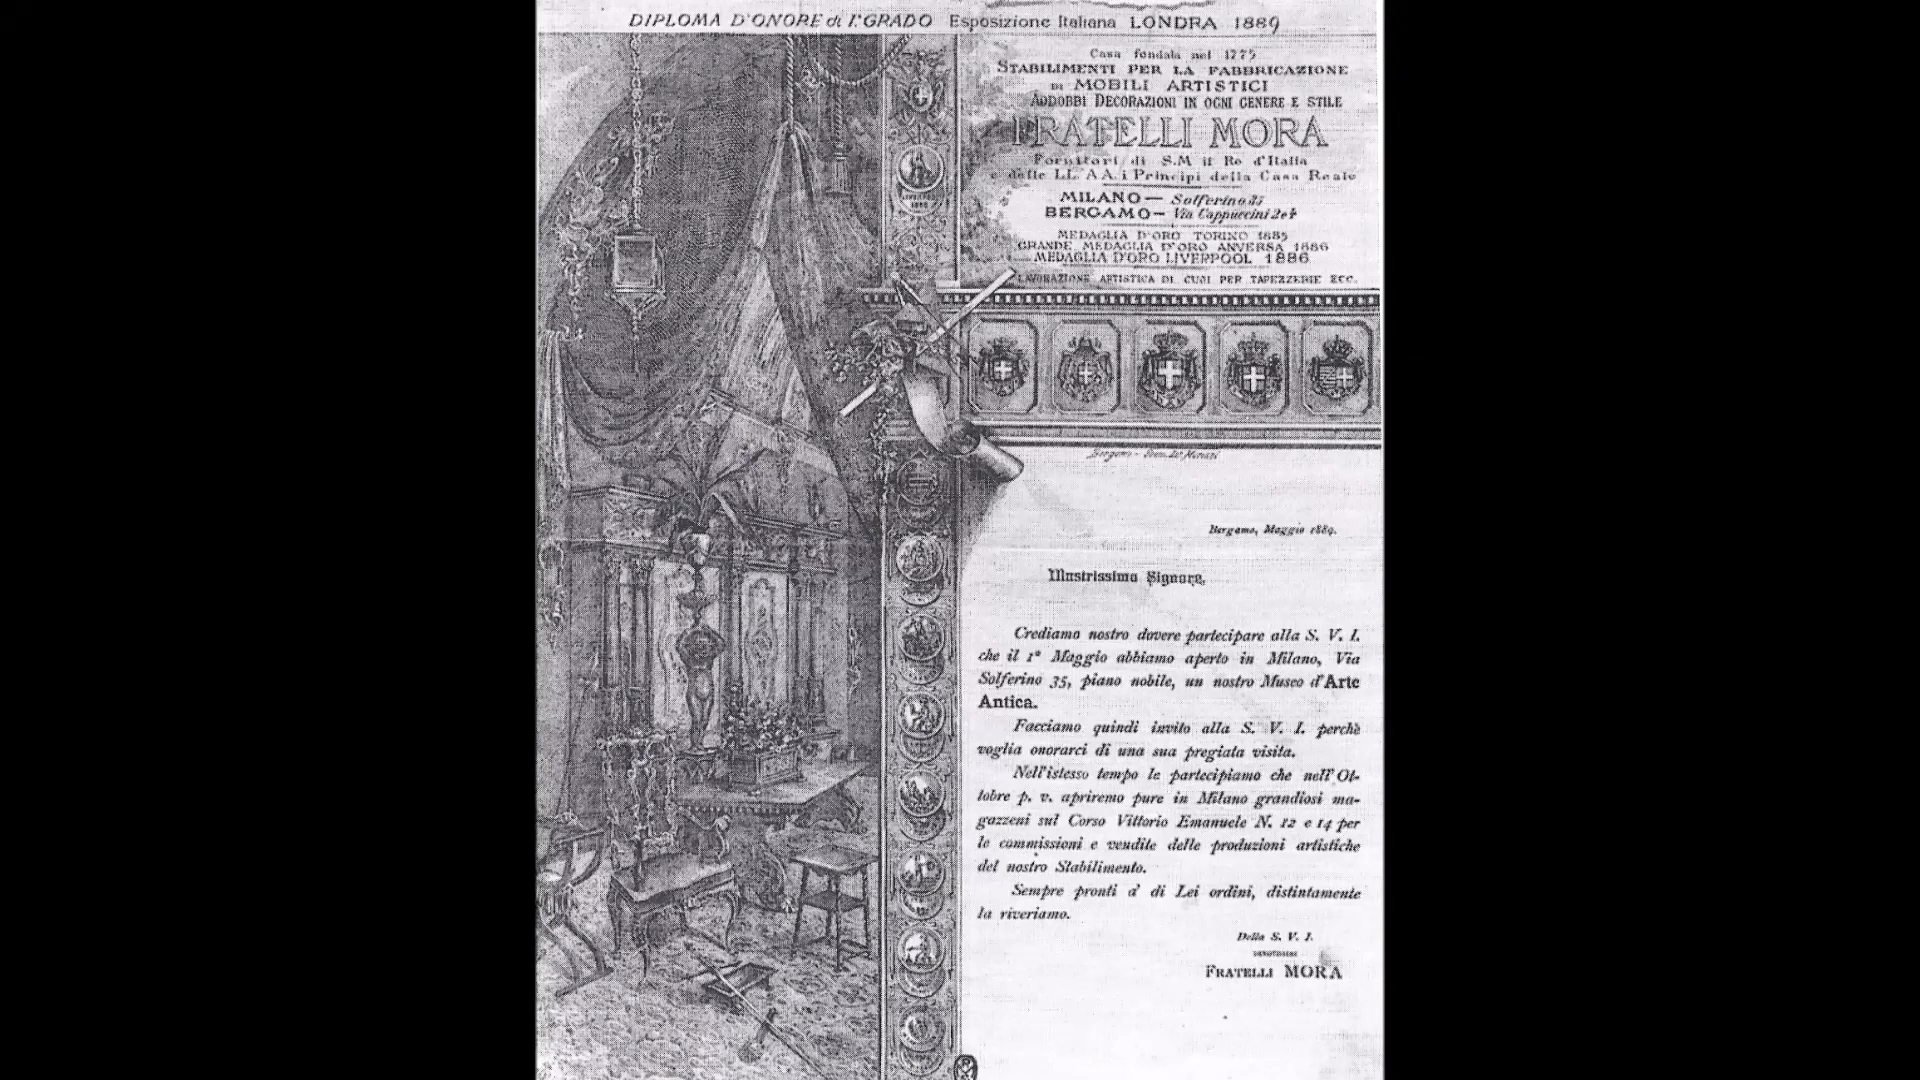 DIPLOMA D'ONORE di I.° GRADO Esposizione Italiana LONDRA 1889
Casa fondata nel 1775
STABILIMENTI PER LA FABBRICAZIONE
DI MOBILI ARTISTICI
ADDOBBI DECORAZIONI IN OGNI GENERE E STILE
FRATELLI MORA
Fornitori di S.M il Re d'Italia
e delle LL. AA. i Principi della Casa Reale
MILANO — Solferino 35
BERGAMO — Via Cappuccini 2 e 4
MEDAGLIA D'ORO TORINO 1885
GRANDE MEDAGLIA D'ORO ANVERSA 1886
MEDAGLIA D'ORO LIVERPOOL 1886
LAVORAZIONE ARTISTICA DI CUOI PER TAPEZZERIE ECC.
Bergamo
Bergamo, Maggio 1889.
Illustrissimo Signore,
Crediamo nostro dovere partecipare alla S. V. I.
che il 1° Maggio abbiamo aperto in Milano, Via
Solferino 35, piano nobile, un nostro Museo d'Arte
Antica.
Facciamo quindi invito alla S. V. I. perchè
voglia onorarci di una sua pregiata visita.
Nell'istesso tempo le partecipiamo che nell'Ot-
tobre p. v. apriremo pure in Milano grandiosi ma-
gazzeni sul Corso Vittorio Emanuele N. 12 e 14 per
le commissioni e vendite delle produzioni artistiche
del nostro Stabilimento.
Sempre pronti a' di Lei ordini, distintamente
la riveriamo.
Della S. V. I.
DEVOTISSIMI
FRATELLI MORA